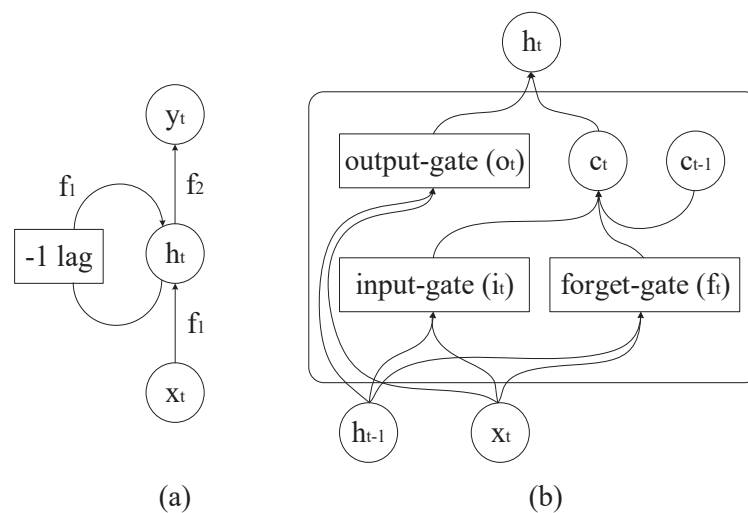 hₜ
yₜ
output-gate (oₜ)
cₜ
cₜ₋₁
f₁
f₂
-1 lag
hₜ
input-gate (iₜ)
forget-gate (fₜ)
f₁
xₜ
hₜ₋₁
xₜ
(a)
(b)